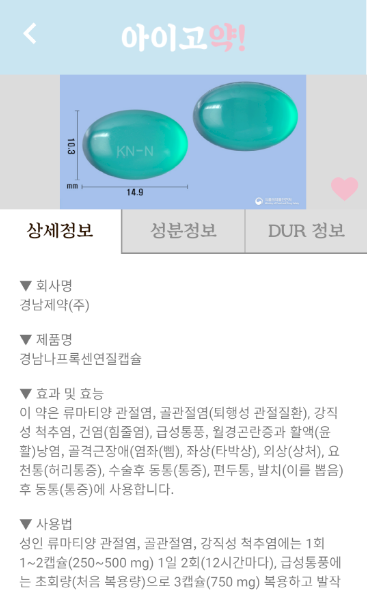 아이고약!
KN-N
10.3
mm
14.9
상세정보
성분정보
DUR 정보
▼ 회사명
경남제약(주)
▼ 제품명
경남나프록센연질캡슐
▼ 효과 및 효능
이 약은 류마티양 관절염, 골관절염(퇴행성 관절질환), 강직
성 척추염, 건염(힘줄염), 급성통풍, 월경곤란증과 활액(윤
활)낭염, 골격근장애(염좌(삠), 좌상(타박상), 외상(상처), 요
천통(허리통증), 수술후 동통(통증), 편두통, 발치(이를 뽑음)
후 동통(통증)에 사용합니다.
▼ 사용법
성인 류마티양 관절염, 골관절염, 강직성 척추염에는 1회
1~2캡슐(250~500 mg) 1일 2회(12시간마다), 급성통풍에
는 초회량(처음 복용량)으로 3캡슐(750 mg) 복용하고 발작